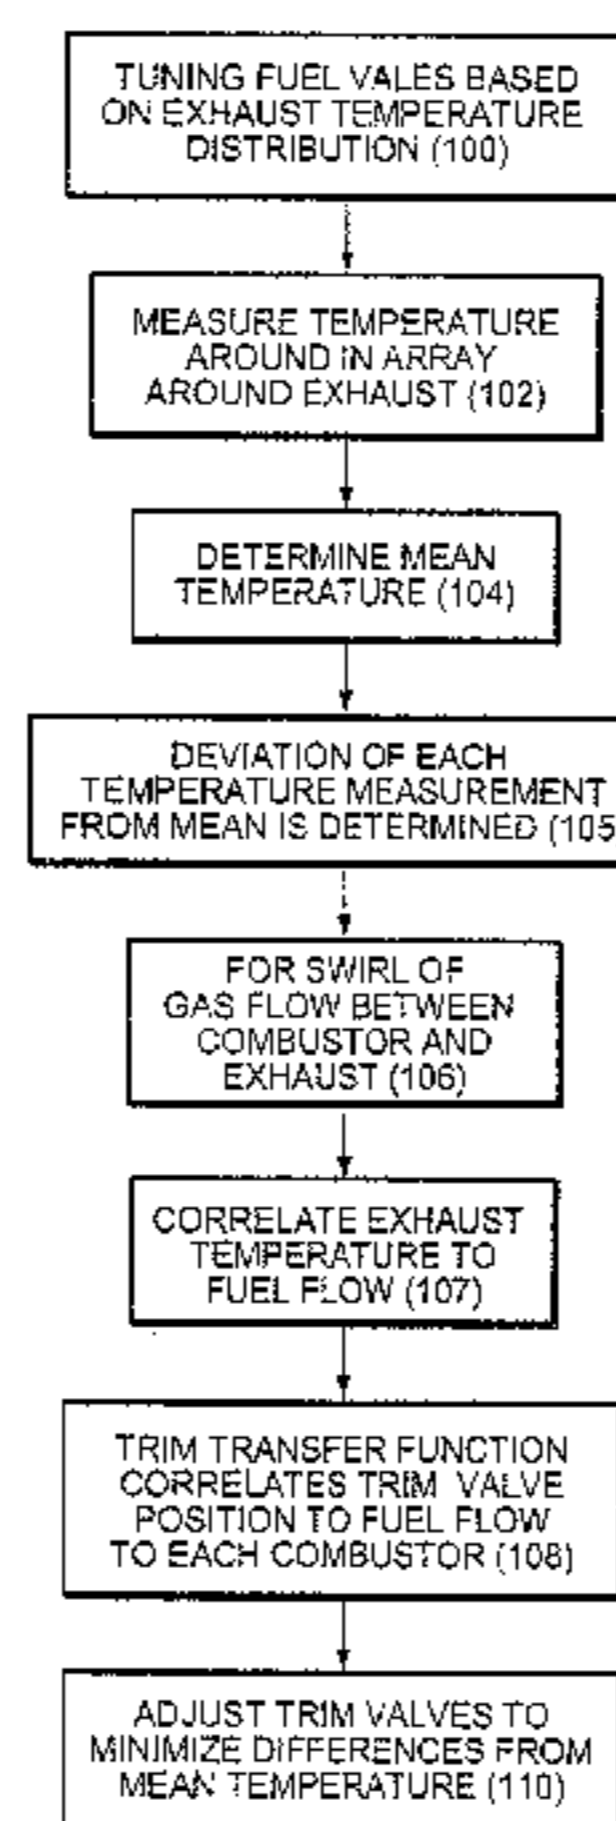 TUNING FUEL VALES BASED
ON EXHAUST TEMPERATURE
DISTRIBUTION (100)
MEASURE TEMPERATURE
AROUND IN ARRAY
AROUND EXHAUST (102)
DETERMINE MEAN
TEMPERATURE (104)
DEVIATION OF EACH
TEMPERATURE MEASUREMENT
FROM MEAN IS DETERMINED (105
FOR SWIRL OF
GAS FLOW BETWEEN
COMBUSTOR AND
EXHAUST (106)
CORRELATE EXHAUST
TEMPERATURE TO
FUEL FLOW (107)
TRIM TRANSFER FUNCTION
CORRELATES TRIM VALVE
POSITION TO FUEL FLOW
TO EACH COMBUSTOR (108)
ADJUST TRIM VALVES TO
MINIMIZE DIFFERENCES FROM
MEAN TEMPERATURE (110)